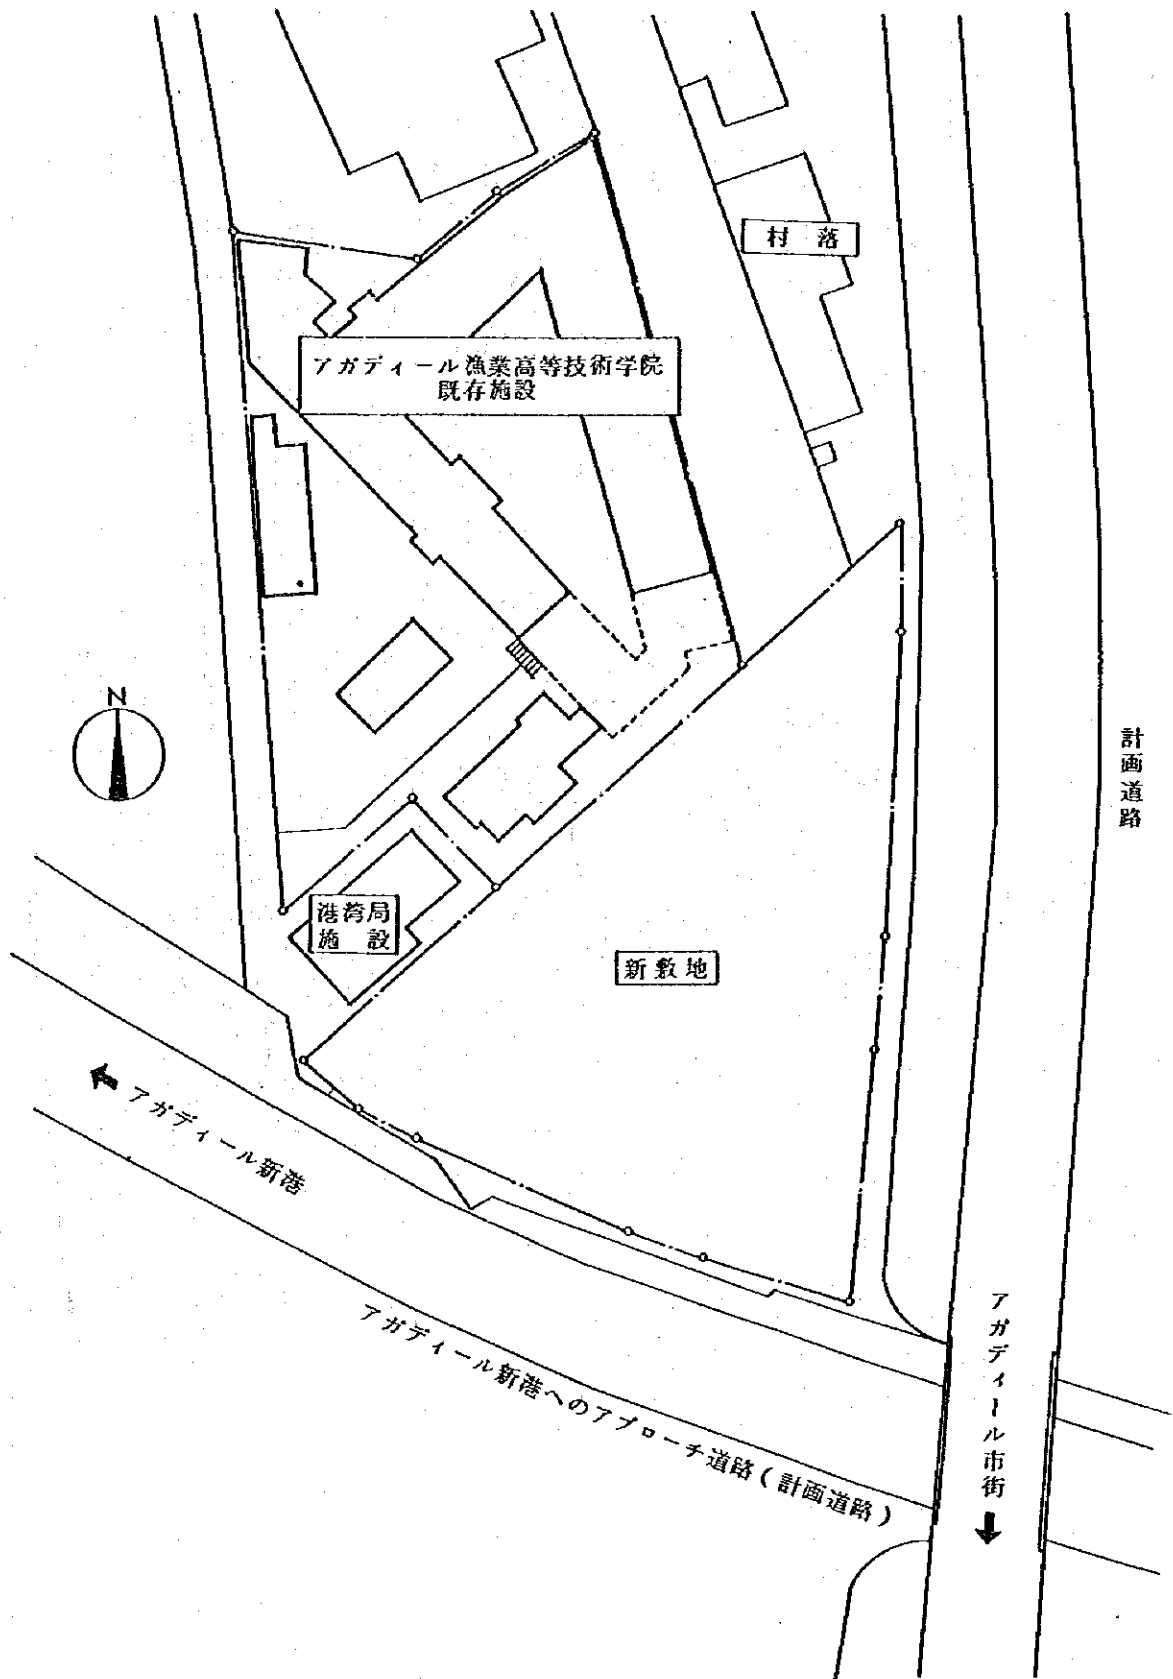 村落
アガディール漁業高等技術学院
既存施設
N
計画道路
港湾局
施設
新敷地
アガディール新港
アガディール新港へのアプローチ道路(計画道路)
アガディール市街